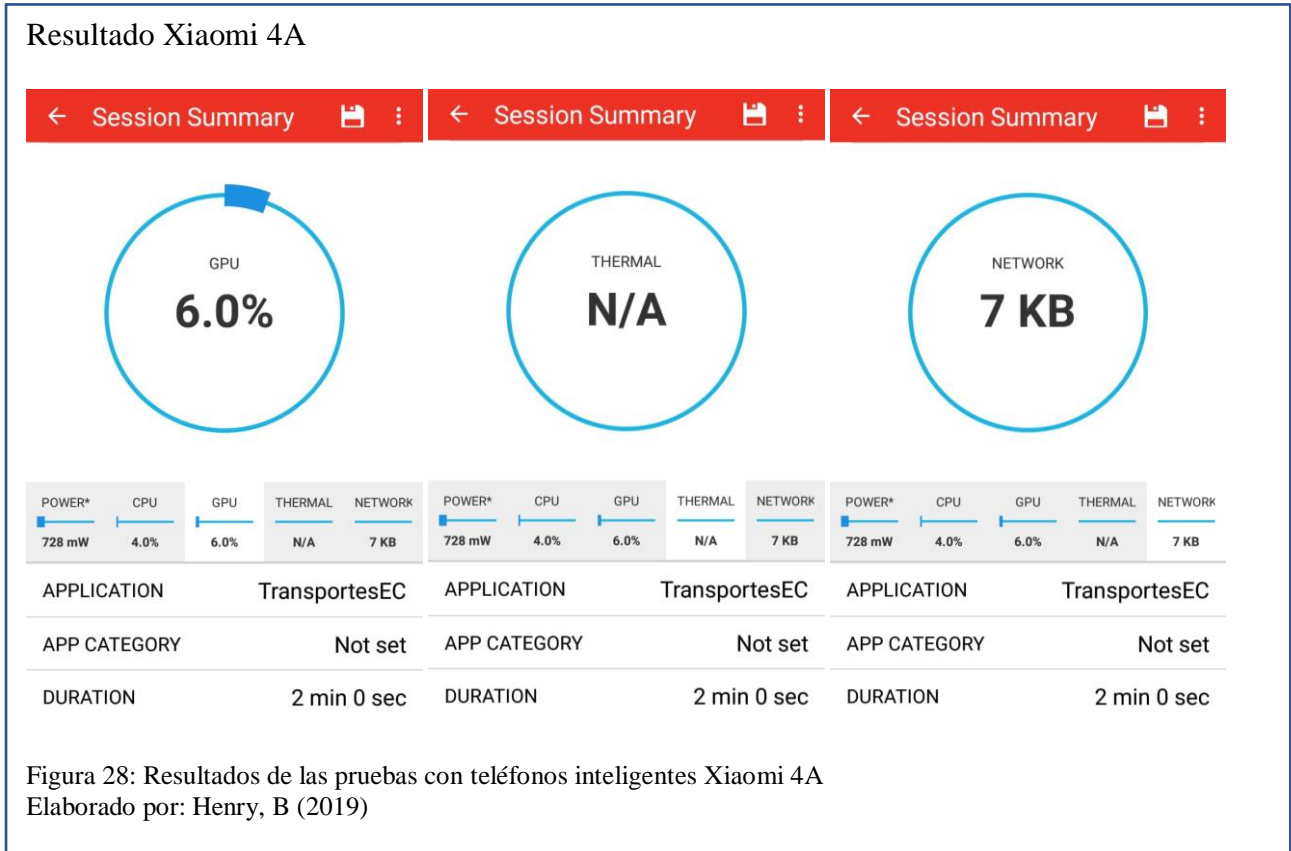 Resultado Xiaomi 4A
Session Summary
GPU
6.0%
POWER* CPU GPU THERMAL NETWORK
728 mW 4.0% 6.0% N/A 7 KB
APPLICATION TransportesEC
APP CATEGORY Not set
DURATION 2 min 0 sec
Session Summary
THERMAL
N/A
POWER* CPU GPU THERMAL NETWORK
728 mW 4.0% 6.0% N/A 7 KB
APPLICATION TransportesEC
APP CATEGORY Not set
DURATION 2 min 0 sec
Session Summary
NETWORK
7 KB
POWER* CPU GPU THERMAL NETWORK
728 mW 4.0% 6.0% N/A 7 KB
APPLICATION TransportesEC
APP CATEGORY Not set
DURATION 2 min 0 sec
Figura 28: Resultados de las pruebas con teléfonos inteligentes Xiaomi 4A
Elaborado por: Henry, B (2019)